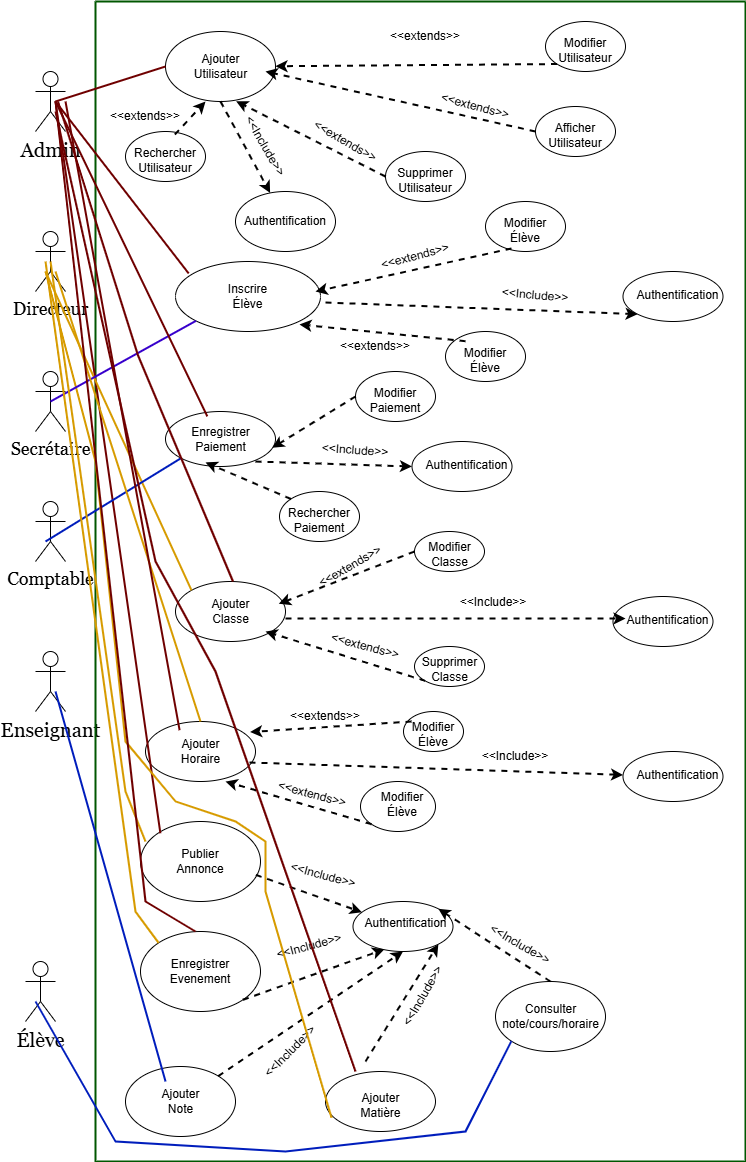 <<extends>>
Ajouter
Utilisateur
Modifier
Utilisateur
<<extends>>
<<extends>>
<<Include>>
<<extends>>
Afficher
Utilisateur
Admin
Rechercher
Utilisateur
Supprimer
Utilisateur
Authentification
Modifier
Élève
<<extends>>
Directeur
Inscrire
Élève
<<Include>>
Authentification
<<extends>>
Modifier
Élève
Modifier
Paiement
Secrétaire
Enregistrer
Paiement
<<Include>>
Authentification
Rechercher
Paiement
Comptable
<<extends>>
Modifier
Classe
Ajouter
Classe
<<Include>>
Authentification
<<extends>>
Supprimer
Classe
Enseignant
<<extends>>
Modifier
Élève
Ajouter
Horaire
<<Include>>
Authentification
<<extends>>
Modifier
Élève
Publier
Annonce
<<Include>>
Authentification
<<Include>>
<<Include>>
Enregistrer
Evenement
<<Include>>
Consulter
note/cours/horaire
Élève
<<Include>>
Ajouter
Note
Ajouter
Matière